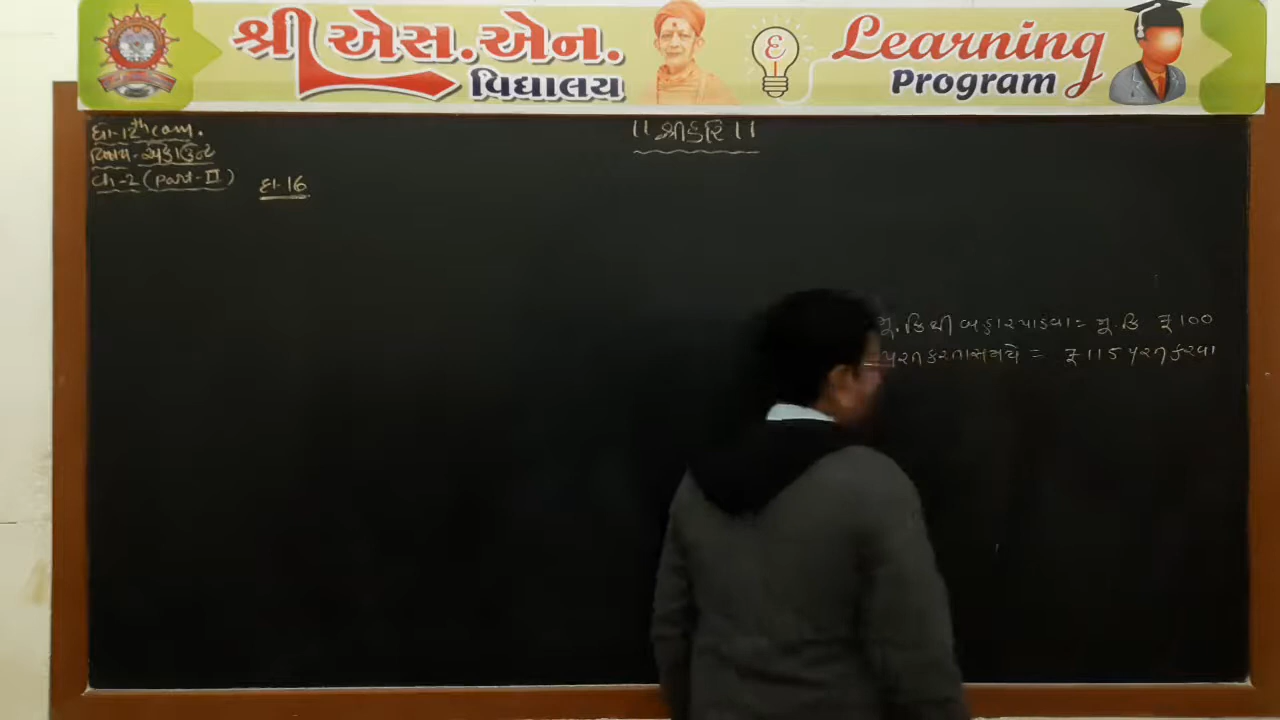 શ્રી એસ.એન.
વિદ્યાલય
Learning
Program
ધો-12th com.
વિષય-એકાઉન્ટ
Ch-2 (Part-II)
દા.16
।। શ્રીહરિ ।।
મૂ.કિંથી બહાર પાડવા = મૂ.કિં ₹100
પરત કરતા સમયે = ₹115 પરત કરવા